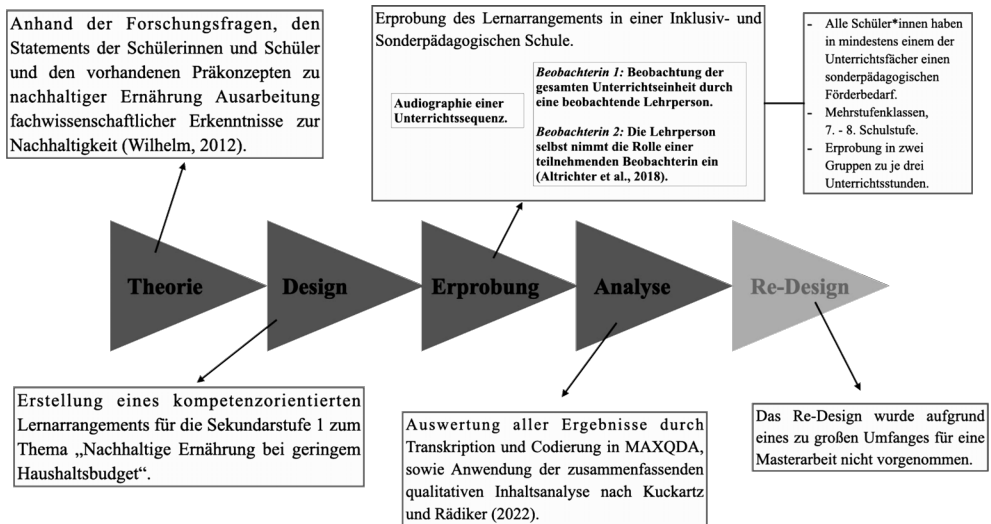 Anhand der Forschungsfragen, den
Statements der Schülerinnen und Schüler
und den vorhandenen Präkonzepten zu
nachhaltiger Ernährung Ausarbeitung
fachwissenschaftlicher Erkenntnisse zur
Nachhaltigkeit (Wilhelm, 2012).
Erprobung des Lernarrangements in einer Inklusiv- und
Sonderpädagogischen Schule.
Audiographie einer
Unterrichtssequenz.
Beobachterin 1: Beobachtung der
gesamten Unterrichtseinheit durch
eine beobachtende Lehrperson.
Beobachterin 2: Die Lehrperson
selbst nimmt die Rolle einer
teilnehmenden Beobachterin ein
(Altrichter et al., 2018).
- Alle Schüler*innen haben
in mindestens einem der
Unterrichtsfächer einen
sonderpädagogischen
Förderbedarf.
- Mehrstufenklassen,
7. - 8. Schulstufe.
- Erprobung in zwei
Gruppen zu je drei
Unterrichtsstunden.
Theorie
Design
Erprobung
Analyse
Re-Design
Erstellung eines kompetenzorientierten
Lernarrangements für die Sekundarstufe 1 zum
Thema „Nachhaltige Ernährung bei geringem
Haushaltsbudget“.
Auswertung aller Ergebnisse durch
Transkription und Codierung in MAXQDA,
sowie Anwendung der zusammenfassenden
qualitativen Inhaltsanalyse nach Kuckartz
und Rädiker (2022).
Das Re-Design wurde aufgrund
eines zu großen Umfanges für eine
Masterarbeit nicht vorgenommen.